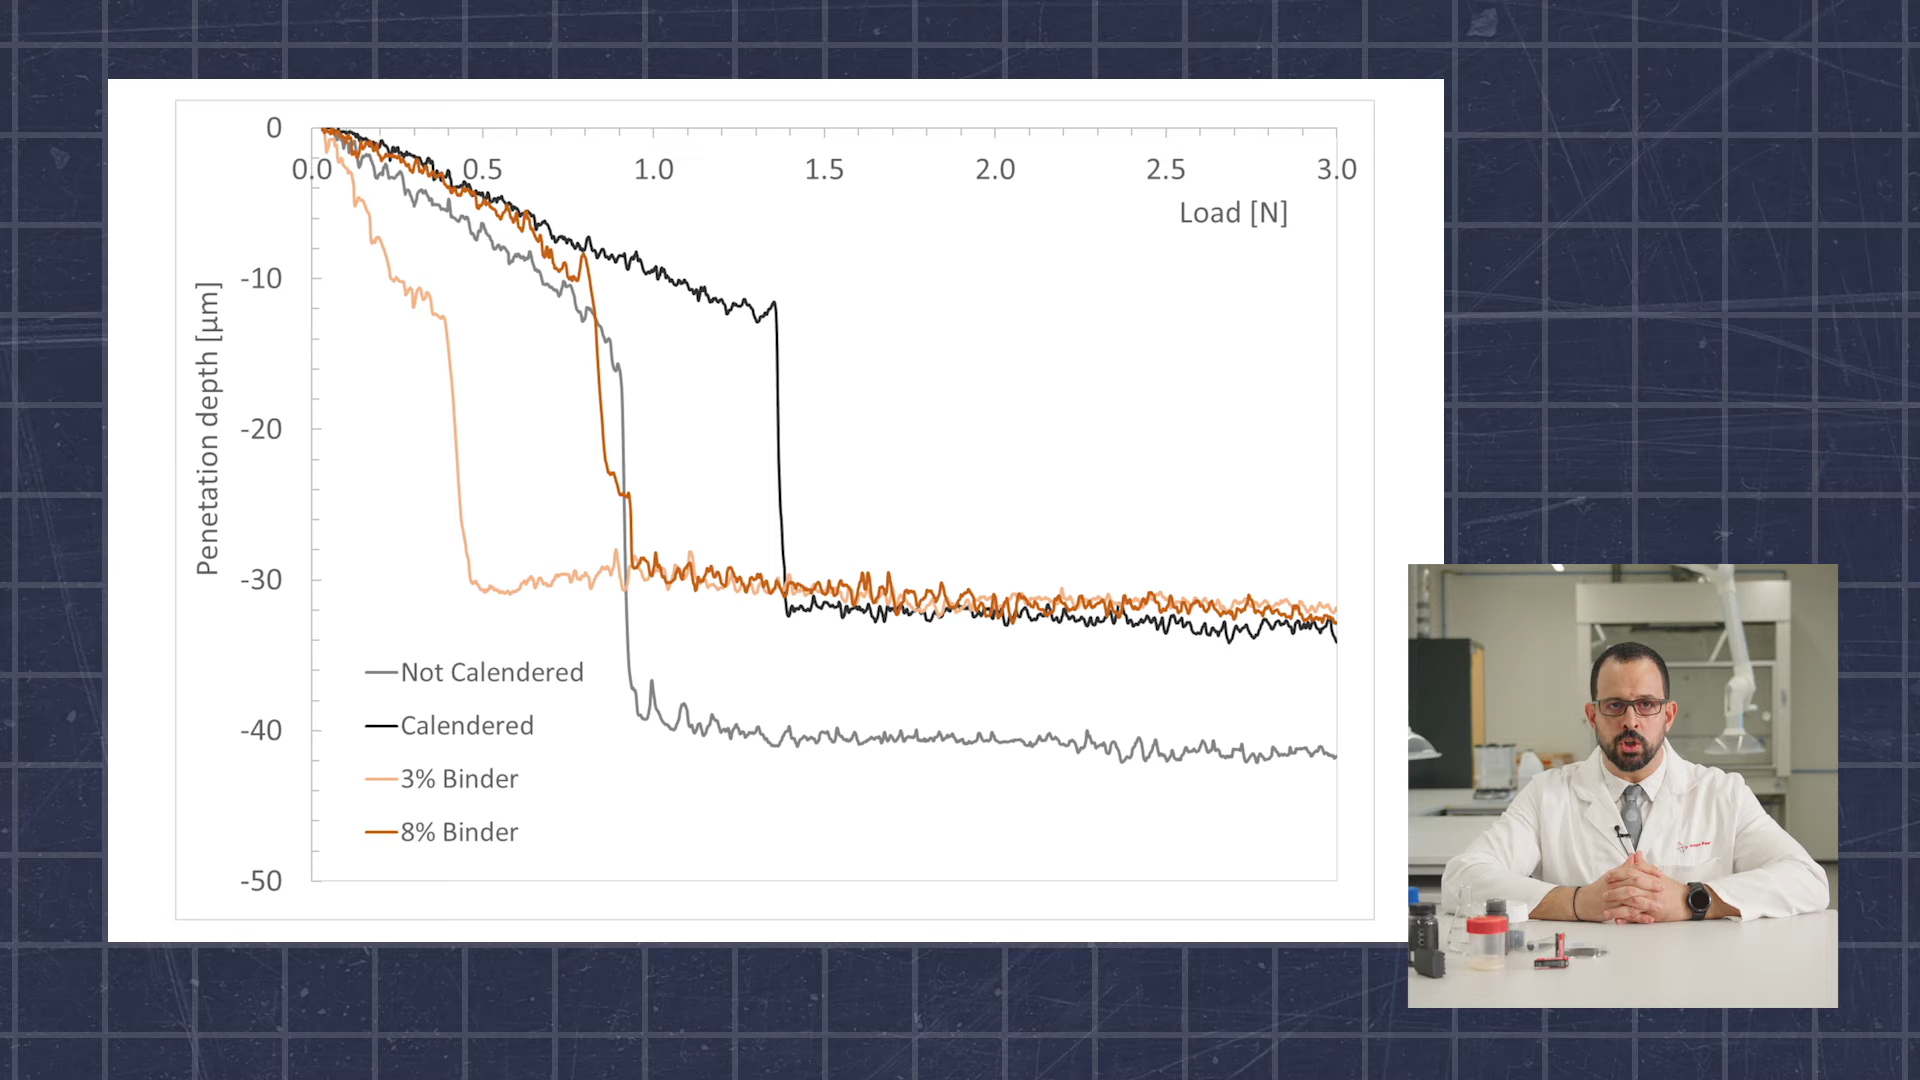 0
0.0 0.5 1.0 1.5 2.0 2.5 3.0
Load [N]
-10
-20
-30
-40
-50
Penetation depth [µm]
Not Calendered
Calendered
3% Binder
8% Binder